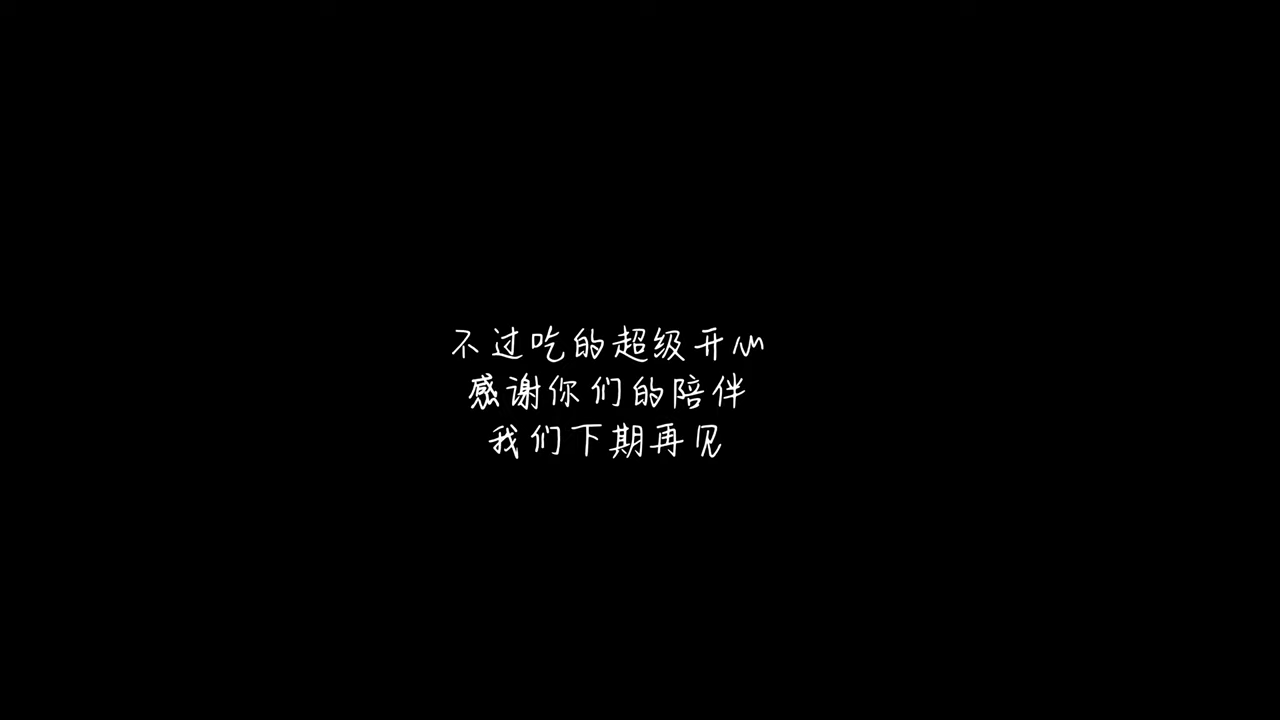 不过吃的超级开心
感谢你们的陪伴
我们下期再见